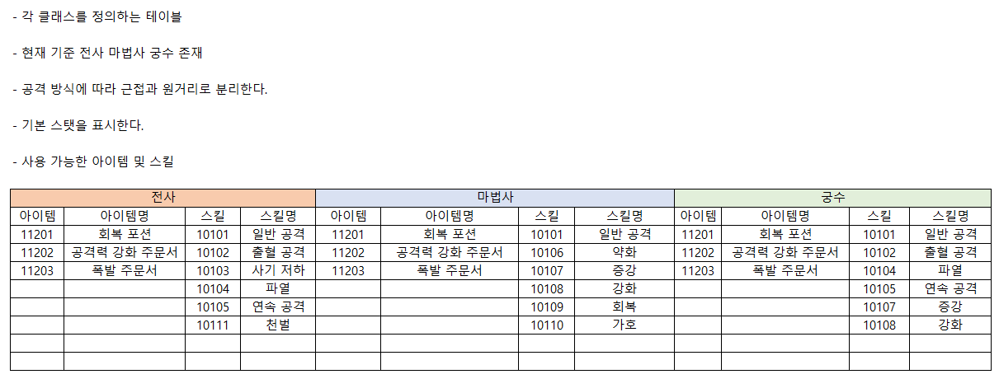 - 각 클래스를 정의하는 테이블
- 현재 기준 전사 마법사 궁수 존재
- 공격 방식에 따라 근접과 원거리로 분리한다.
- 기본 스탯을 표시한다.
- 사용 가능한 아이템 및 스킬
전사 마법사 궁수
아이템 아이템명 스킬 스킬명 아이템 아이템명 스킬 스킬명 아이템 아이템명 스킬 스킬명
11201 회복 포션 10101 일반 공격 11201 회복 포션 10101 일반 공격 11201 회복 포션 10101 일반 공격
11202 공격력 강화 주문서 10102 출혈 공격 11202 공격력 강화 주문서 10106 약화 11202 공격력 강화 주문서 10102 출혈 공격
11203 폭발 주문서 10103 사기 저하 11203 폭발 주문서 10107 증강 11203 폭발 주문서 10104 파열
10104 파열 10108 강화 10105 연속 공격
10105 연속 공격 10109 회복 10107 증강
10111 천벌 10110 가호 10108 강화